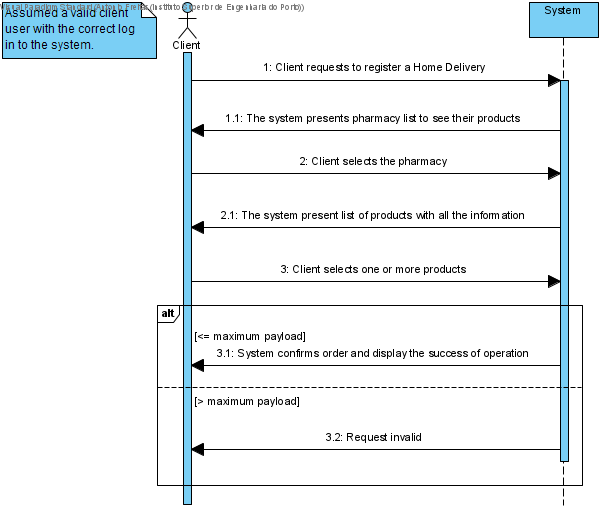 Visual Paradigm Standard(António Freitas(Instituto Superior de Engenharia do Porto))
Assumed a valid client
user with the correct log
in to the system.
Client
System
1: Client requests to register a Home Delivery
1.1: The system presents pharmacy list to see their products
2: Client selects the pharmacy
2.1: The system present list of products with all the information
3: Client selects one or more products
alt
[<= maximum payload]
3.1: System confirms order and display the success of operation
[> maximum payload]
3.2: Request invalid